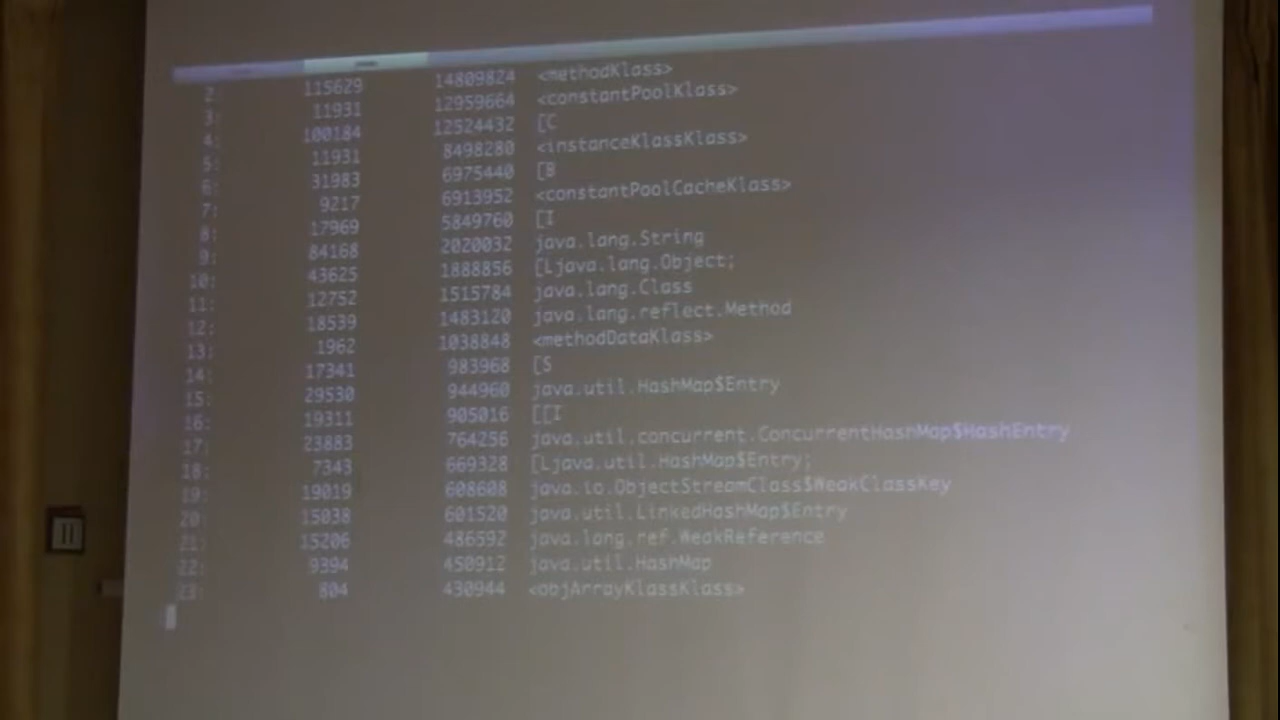 2: 115629 14809824 <methodKlass>
3: 11931 12959664 <constantPoolKlass>
4: 100184 12524432 [C
5: 11931 8498280 <instanceKlassKlass>
6: 31983 6975440 [B
7: 9217 6913952 <constantPoolCacheKlass>
8: 17969 5849760 [I
9: 84168 2020032 java.lang.String
10: 43625 1888856 [Ljava.lang.Object;
11: 12752 1515784 java.lang.Class
12: 18539 1483120 java.lang.reflect.Method
13: 1962 1038848 <methodDataKlass>
14: 17341 983968 [S
15: 29530 944960 java.util.HashMap$Entry
16: 19311 905016 [[I
17: 23883 764256 java.util.concurrent.ConcurrentHashMap$HashEntry
18: 7343 669328 [Ljava.util.HashMap$Entry;
19: 19019 608608 java.io.ObjectStreamClass$WeakClassKey
20: 15038 601520 java.util.LinkedHashMap$Entry
21: 15206 486592 java.lang.ref.WeakReference
22: 9394 450912 java.util.HashMap
23: 804 430944 <objArrayKlassKlass>